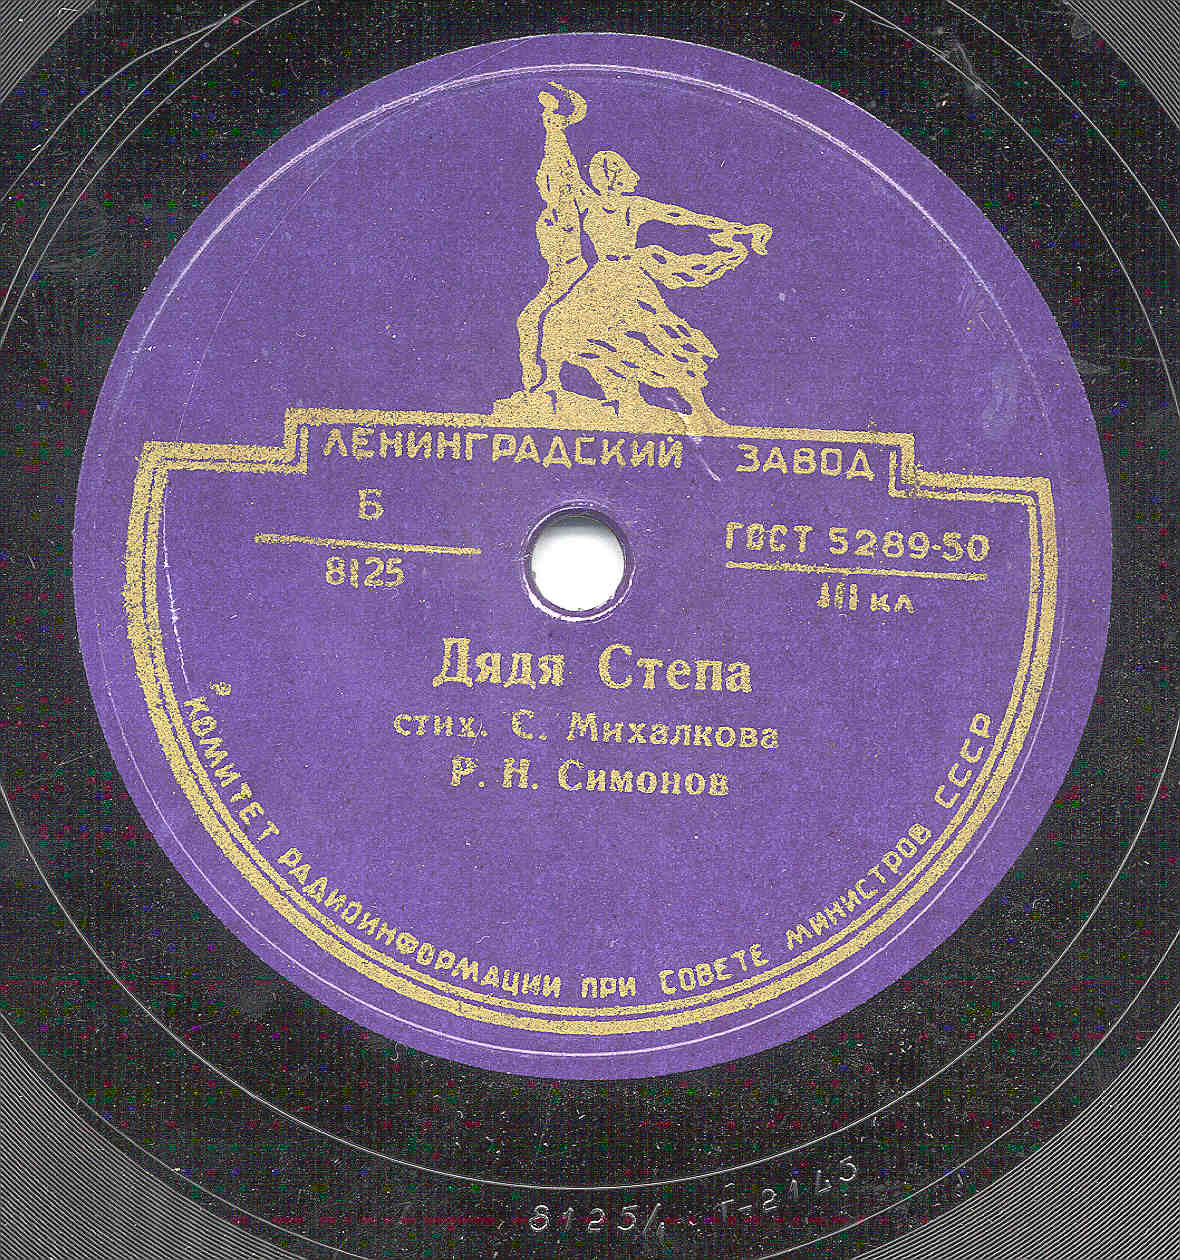 ЛЕНИНГРАДСКИЙ ЗАВОД
Б
8125
ГОСТ 5289-50
III кл
Дядя Степа
стих. С. Михалкова
Р. Н. Симонов
КОМИТЕТ РАДИОИНФОРМАЦИИ ПРИ СОВЕТЕ МИНИСТРОВ СССР
8125/